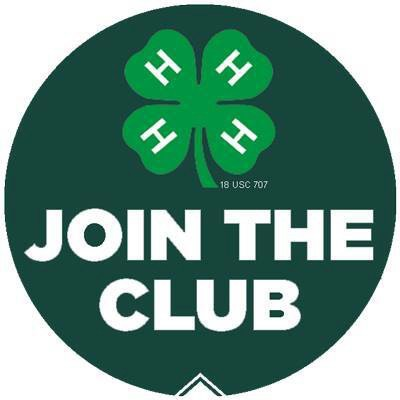 H H
H H
18 USC 707
JOIN THE
CLUB